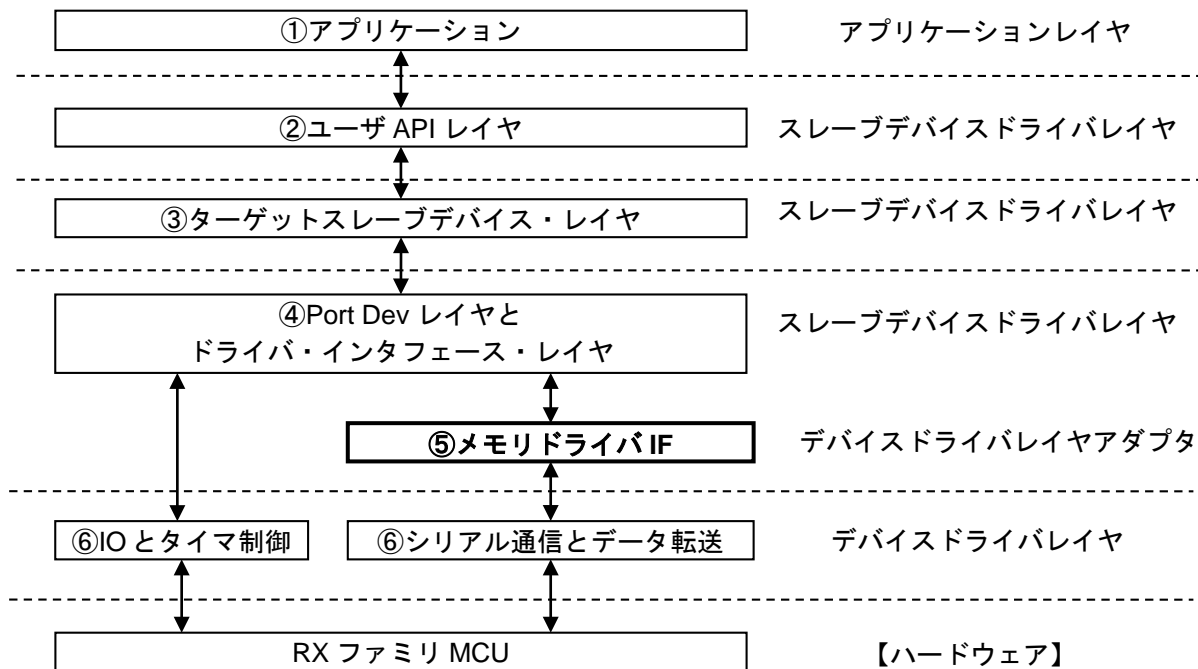 ①アプリケーション
アプリケーションレイヤ
②ユーザ API レイヤ
スレーブデバイスドライバレイヤ
③ターゲットスレーブデバイス・レイヤ
スレーブデバイスドライバレイヤ
④Port Dev レイヤと
ドライバ・インタフェース・レイヤ
スレーブデバイスドライバレイヤ
⑤メモリドライバ IF
デバイスドライバレイヤアダプタ
⑥IO とタイマ制御
⑥シリアル通信とデータ転送
デバイスドライバレイヤ
RX ファミリ MCU
【ハードウェア】